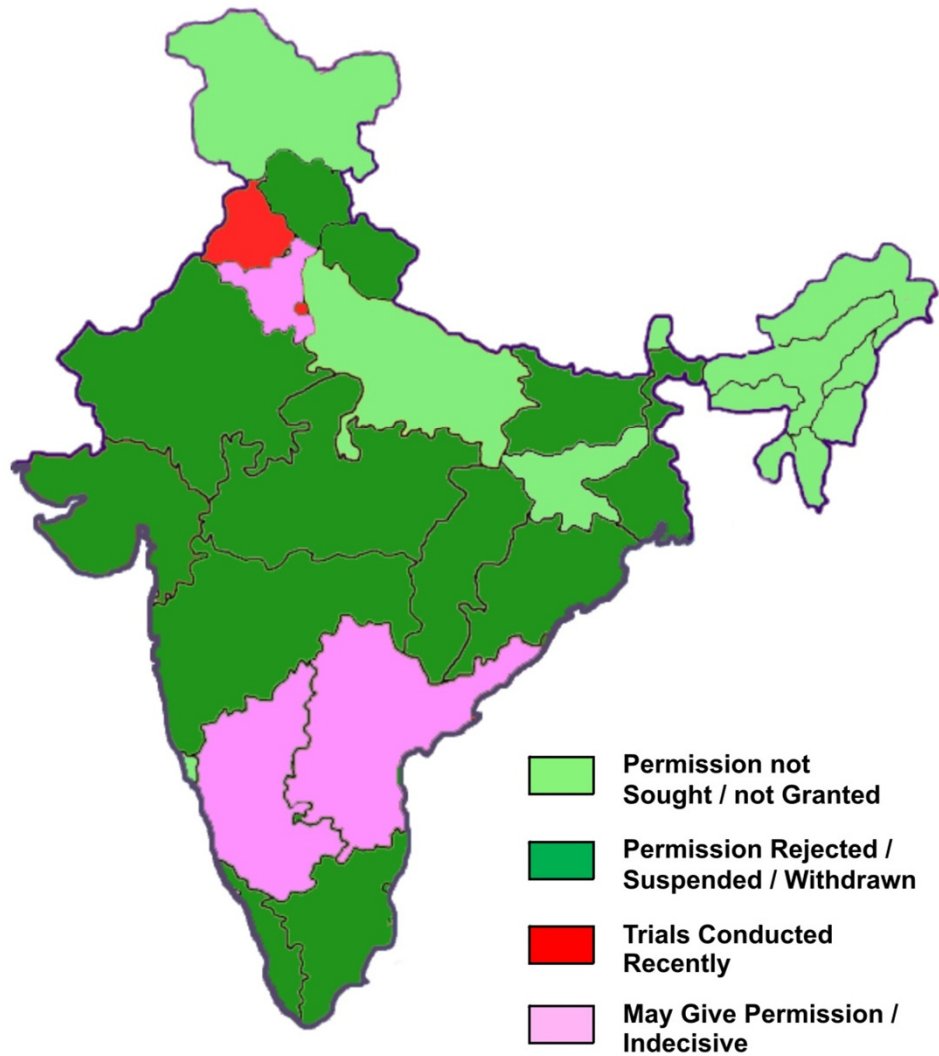 Permission not
Sought / not Granted
Permission Rejected /
Suspended / Withdrawn
Trials Conducted
Recently
May Give Permission /
Indecisive